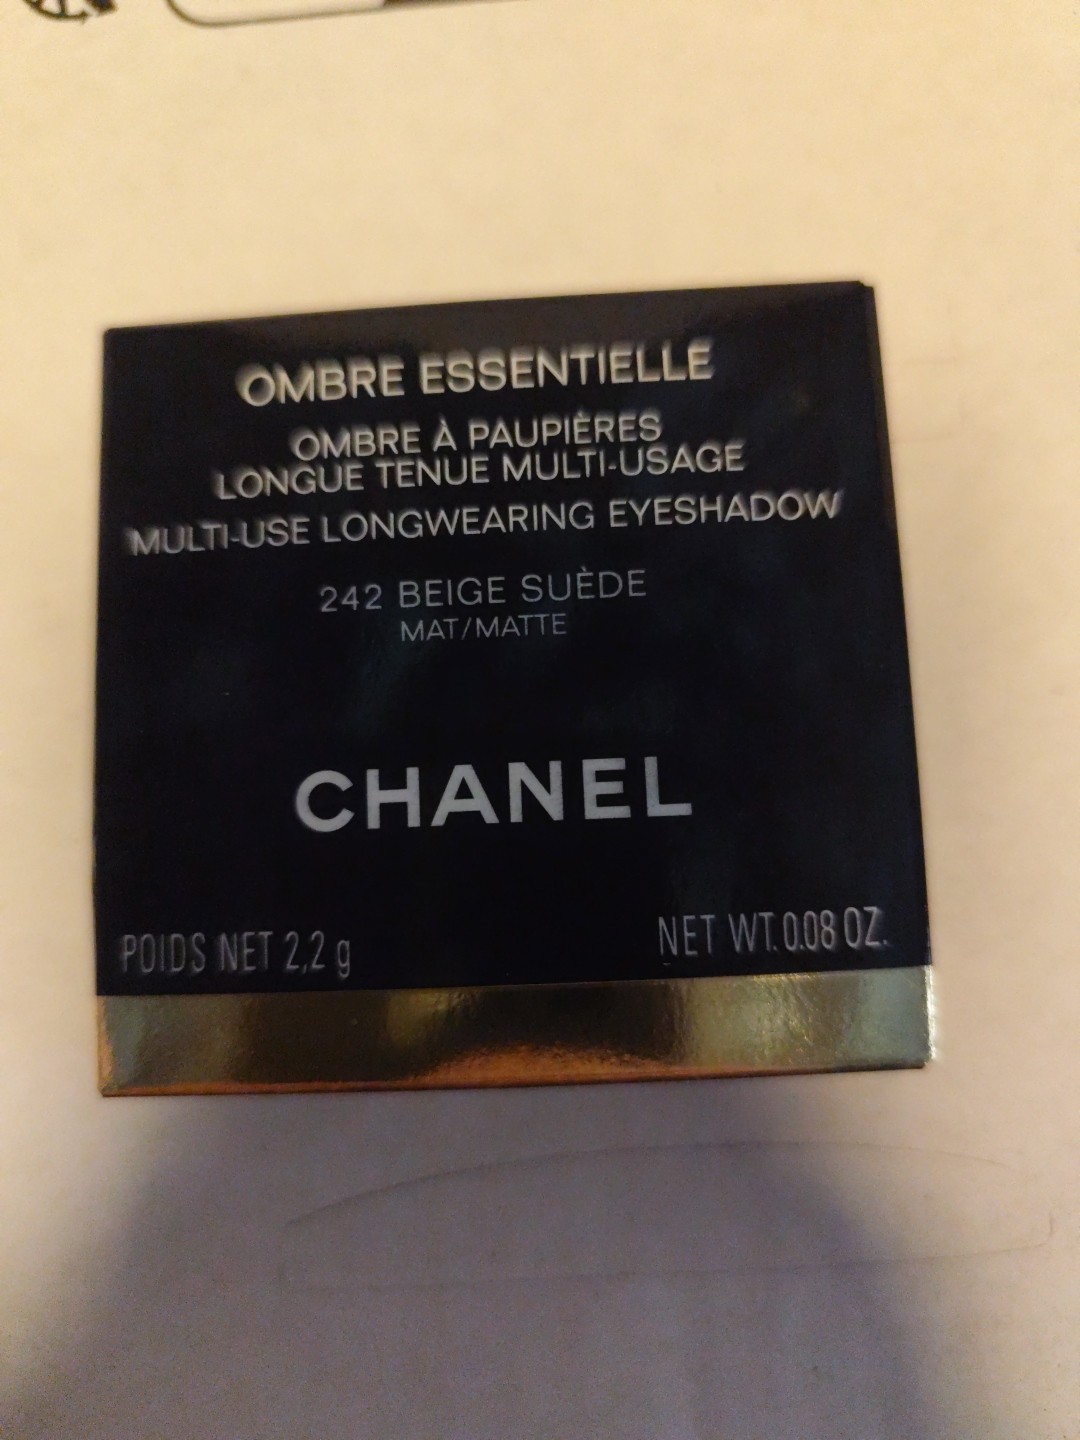 OMBRE ESSENTIELLE
OMBRE À PAUPIÈRES
LONGUE TENUE MULTI-USAGE
MULTI-USE LONGWEARING EYESHADOW
242 BEIGE SUÈDE
MAT/MATTE
CHANEL
POIDS NET 2,2 g
NET WT. 0.08 OZ.